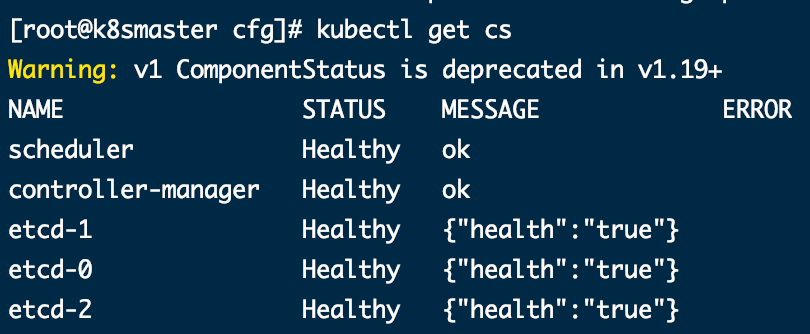 [root@k8smaster cfg]# kubectl get cs
Warning: v1 ComponentStatus is deprecated in v1.19+
NAME                 STATUS    MESSAGE             ERROR
scheduler            Healthy   ok
controller-manager   Healthy   ok
etcd-1               Healthy   {"health":"true"}
etcd-0               Healthy   {"health":"true"}
etcd-2               Healthy   {"health":"true"}